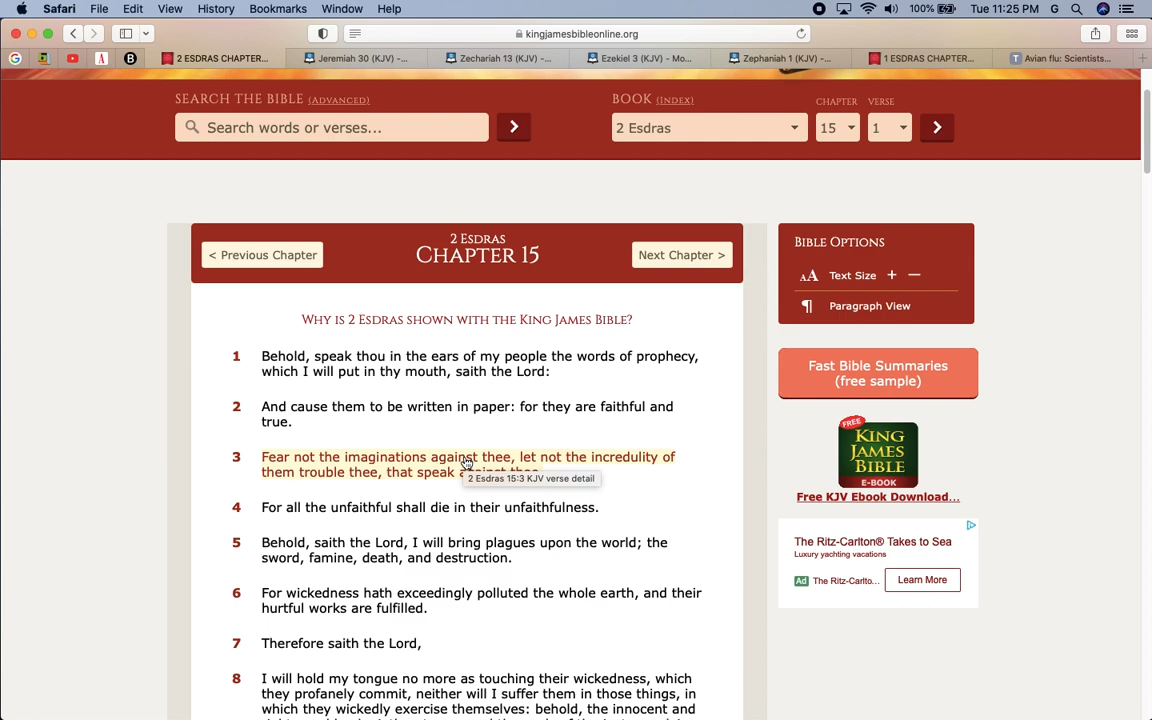 Safari File Edit View History Bookmarks Window Help 100% Tue 11:25 PM G
kingjamesbibleonline.org
G A B 2 ESDRAS CHAPTER... Jeremiah 30 (KJV) -... Zechariah 13 (KJV) -... Ezekiel 3 (KJV) - Mo... Zephaniah 1 (KJV) -... 1 ESDRAS CHAPTER... T Avian flu: Scientists...
SEARCH THE BIBLE (ADVANCED) BOOK (INDEX) CHAPTER VERSE
Search words or verses... 2 Esdras 15 1
2 ESDRAS
CHAPTER 15
< Previous Chapter
Next Chapter >
WHY IS 2 ESDRAS SHOWN WITH THE KING JAMES BIBLE?
1 Behold, speak thou in the ears of my people the words of prophecy,
which I will put in thy mouth, saith the Lord:
2 And cause them to be written in paper: for they are faithful and
true.
3 Fear not the imaginations against thee, let not the incredulity of
them trouble thee, that speak against thee.
2 Esdras 15:3 KJV verse detail
4 For all the unfaithful shall die in their unfaithfulness.
5 Behold, saith the Lord, I will bring plagues upon the world; the
sword, famine, death, and destruction.
6 For wickedness hath exceedingly polluted the whole earth, and their
hurtful works are fulfilled.
7 Therefore saith the Lord,
8 I will hold my tongue no more as touching their wickedness, which
they profanely commit, neither will I suffer them in those things, in
which they wickedly exercise themselves: behold, the innocent and
BIBLE OPTIONS
AA Text Size + −
¶ Paragraph View
Fast Bible Summaries
(free sample)
FREE
KING
JAMES
BIBLE
E-BOOK
Free KJV Ebook Download...
The Ritz-Carlton® Takes to Sea
Luxury yachting vacations
Ad The Ritz-Carlto... Learn More